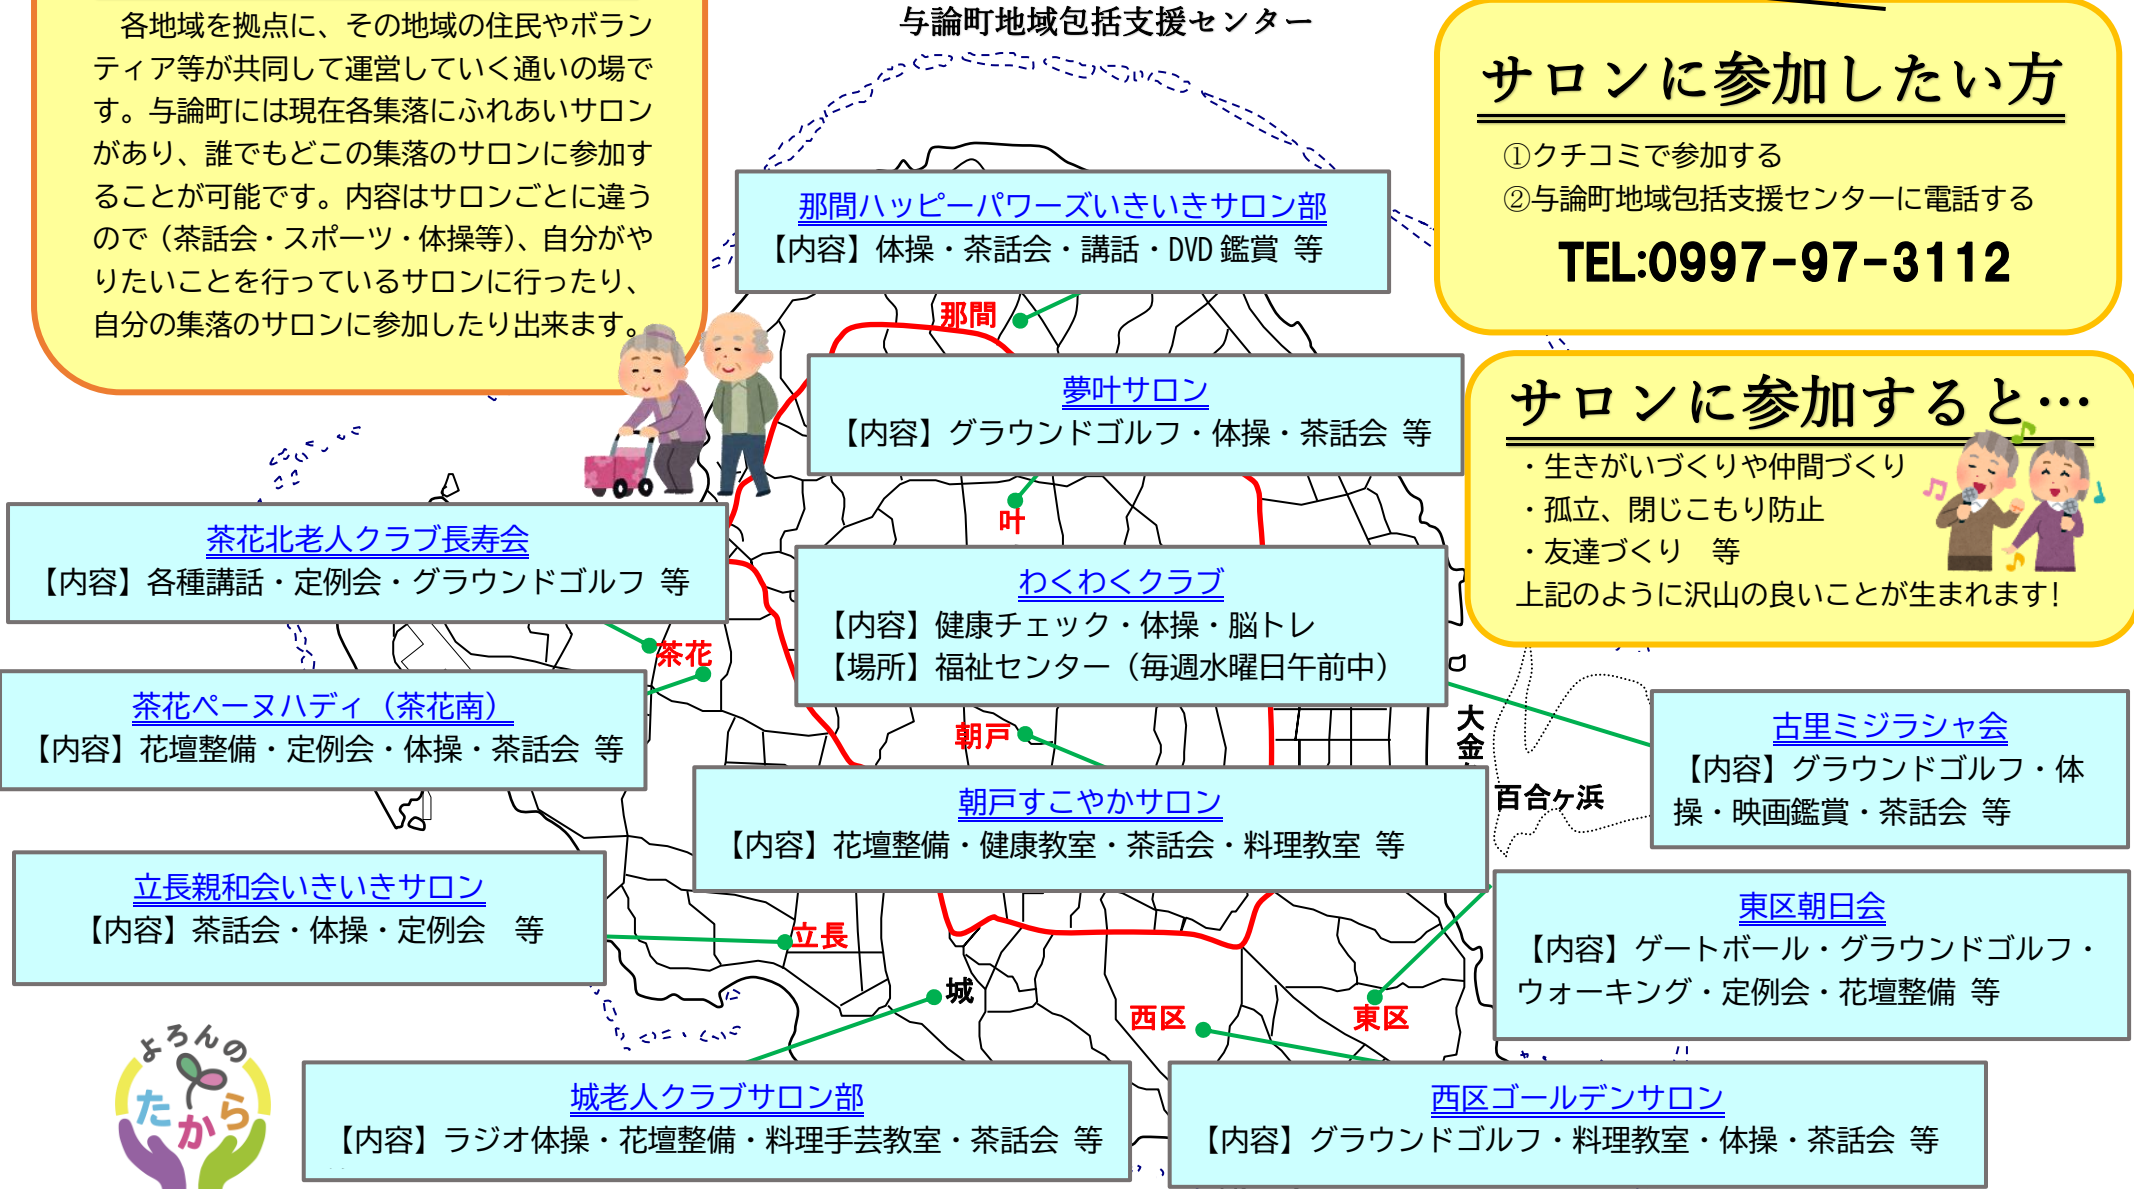 各地域を拠点に、その地域の住民やボラン
ティア等が共同して運営していく通いの場で
す。与論町には現在各集落にふれあいサロン
があり、誰でもどこの集落のサロンに参加す
ることが可能です。内容はサロンごとに違う
ので（茶話会・スポーツ・体操等）、自分がや
りたいことを行っているサロンに行ったり、
自分の集落のサロンに参加したり出来ます。
与論町地域包括支援センター
サロンに参加したい方
①クチコミで参加する
②与論町地域包括支援センターに電話する
TEL:0997-97-3112
サロンに参加すると…
・生きがいづくりや仲間づくり
・孤立、閉じこもり防止
・友達づくり　等
上記のように沢山の良いことが生まれます！
那間ハッピーパワーズいきいきサロン部
【内容】体操・茶話会・講話・DVD鑑賞 等
那間
夢叶サロン
【内容】グラウンドゴルフ・体操・茶話会 等
叶
茶花北老人クラブ長寿会
【内容】各種講話・定例会・グラウンドゴルフ 等
茶花
わくわくクラブ
【内容】健康チェック・体操・脳トレ
【場所】福祉センター（毎週水曜日午前中）
茶花ペーヌハディ（茶花南）
【内容】花壇整備・定例会・体操・茶話会 等
朝戸
大金
百合ヶ浜
古里ミジラシャ会
【内容】グラウンドゴルフ・体
操・映画鑑賞・茶話会 等
朝戸すこやかサロン
【内容】花壇整備・健康教室・茶話会・料理教室 等
立長親和会いきいきサロン
【内容】茶話会・体操・定例会　等
立長
東区朝日会
【内容】ゲートボール・グラウンドゴルフ・
ウォーキング・定例会・花壇整備 等
城
西区
東区
よろんの
たから
城老人クラブサロン部
【内容】ラジオ体操・花壇整備・料理手芸教室・茶話会 等
西区ゴールデンサロン
【内容】グラウンドゴルフ・料理教室・体操・茶話会 等